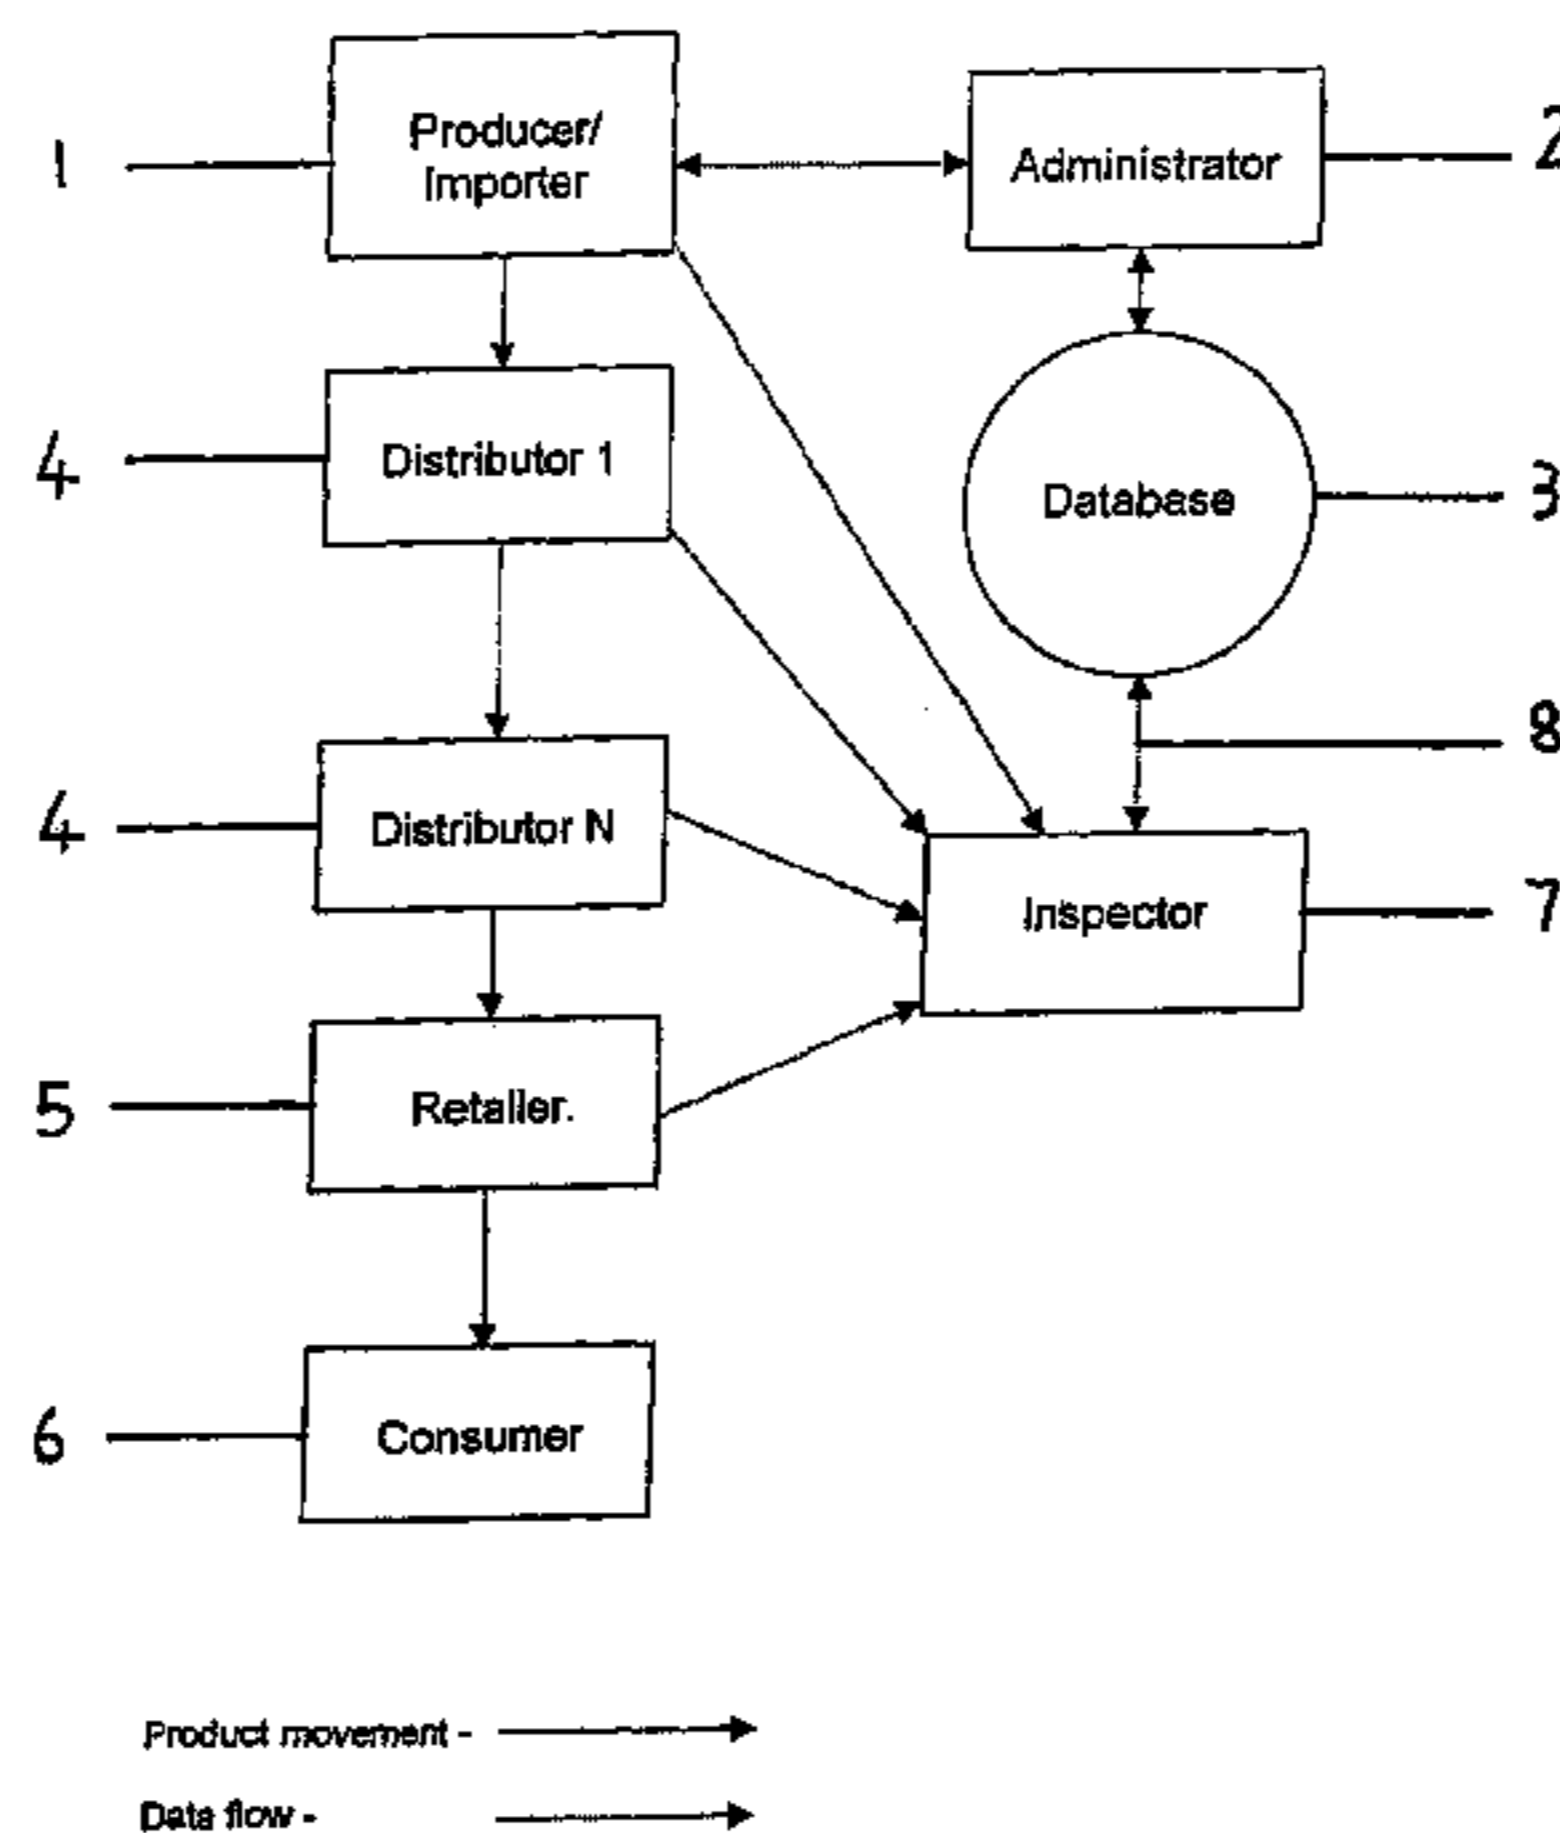 Producer/
Importer
1
Administrator
2
Distributor 1
4
Database
3
8
Distributor N
4
Inspector
7
Retailer.
5
Consumer
6
Product movement -
Data flow -